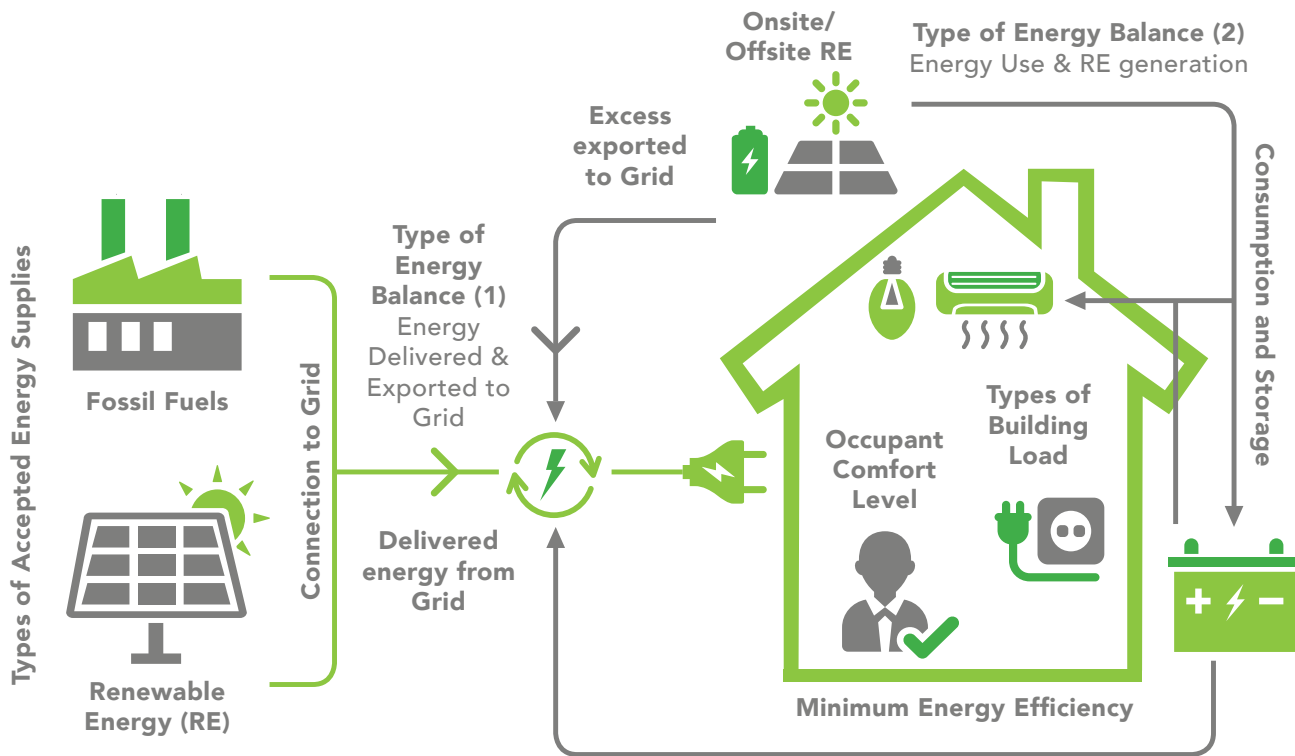 Types of Accepted Energy Supplies
Fossil Fuels
Renewable
Energy (RE)
Connection to Grid
Type of
Energy
Balance (1)
Energy
Delivered &
Exported to
Grid
Delivered
energy from
Grid
Excess
exported
to Grid
Onsite/
Offsite RE
Type of Energy Balance (2)
Energy Use & RE generation
Consumption and Storage
Types of
Building
Load
Occupant
Comfort
Level
Minimum Energy Efficiency